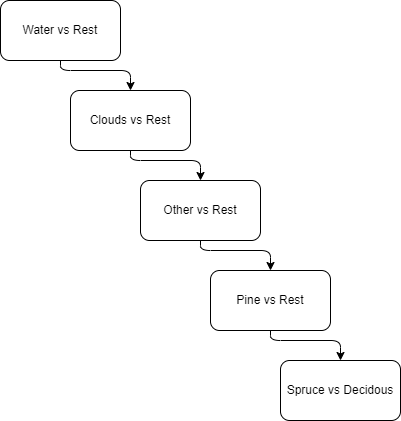 Water vs Rest
Clouds vs Rest
Other vs Rest
Pine vs Rest
Spruce vs Decidous